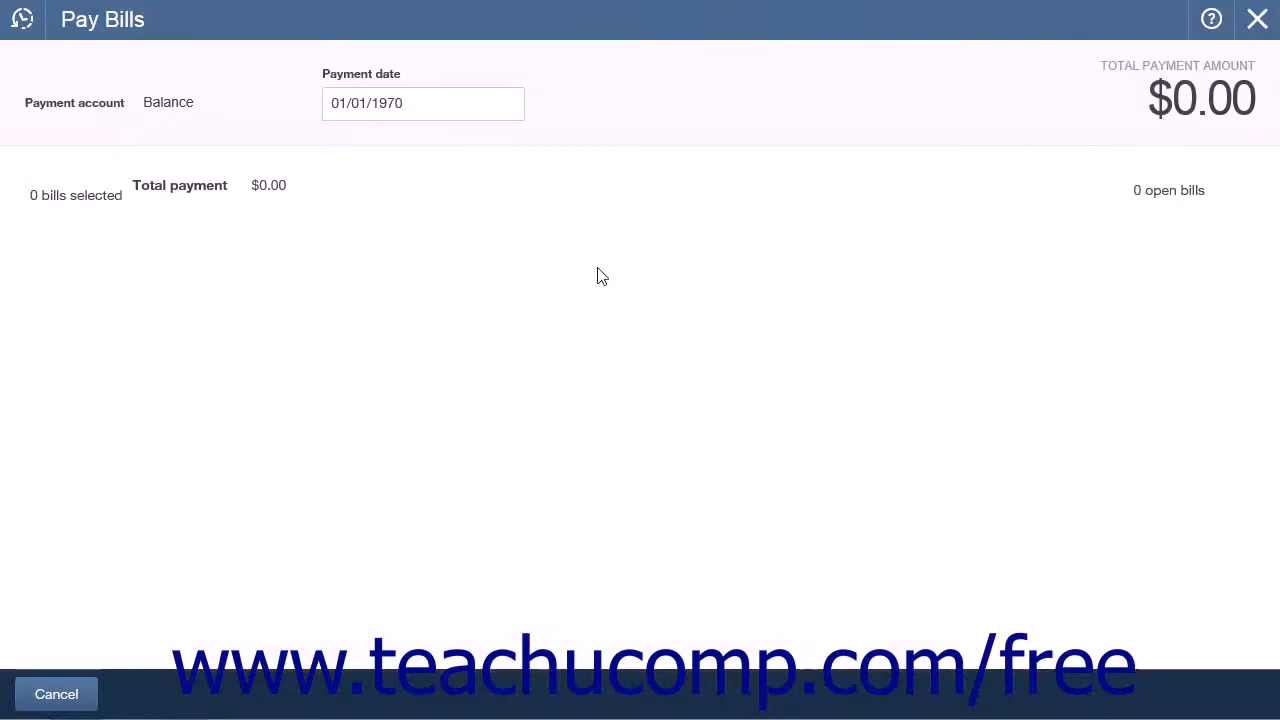 Pay Bills
?
Payment date
TOTAL PAYMENT AMOUNT
Payment account Balance
01/01/1970
$0.00
0 bills selected Total payment $0.00
0 open bills
www.teachucomp.com/free
Cancel